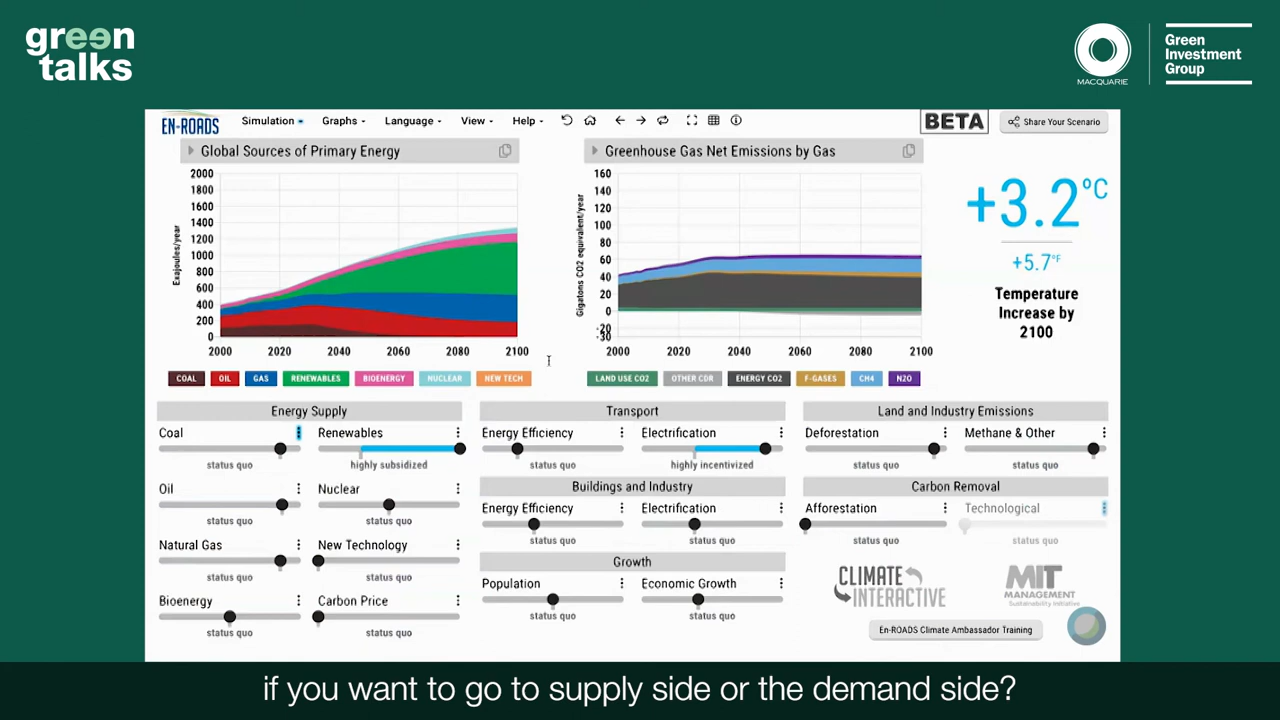 green
talks
MACQUARIE
Green
Investment
Group
EN-ROADS
Simulation
Graphs
Language
View
Help
BETA
Share Your Scenario
Global Sources of Primary Energy
Exajoules/year
2000
1800
1600
1400
1200
1000
800
600
400
200
0
2000 2020 2040 2060 2080 2100
COAL OIL GAS RENEWABLES BIOENERGY NUCLEAR NEW TECH
Greenhouse Gas Net Emissions by Gas
Gigatons CO2 equivalent/year
160
140
120
100
80
60
40
20
0
-20
-30
2000 2020 2040 2060 2080 2100
LAND USE CO2 OTHER CDR ENERGY CO2 F-GASES CH4 N2O
+3.2°C
+5.7°F
Temperature
Increase by
2100
Energy Supply
Coal
status quo
Renewables
highly subsidized
Oil
status quo
Nuclear
status quo
Natural Gas
status quo
New Technology
status quo
Bioenergy
status quo
Carbon Price
status quo
Transport
Energy Efficiency
status quo
Electrification
highly incentivized
Buildings and Industry
Energy Efficiency
status quo
Electrification
status quo
Growth
Population
status quo
Economic Growth
status quo
Land and Industry Emissions
Deforestation
status quo
Methane & Other
status quo
Carbon Removal
Afforestation
status quo
Technological
status quo
CLIMATE
INTERACTIVE
MIT
MANAGEMENT
Sustainability Initiative
En-ROADS Climate Ambassador Training
if you want to go to supply side or the demand side?